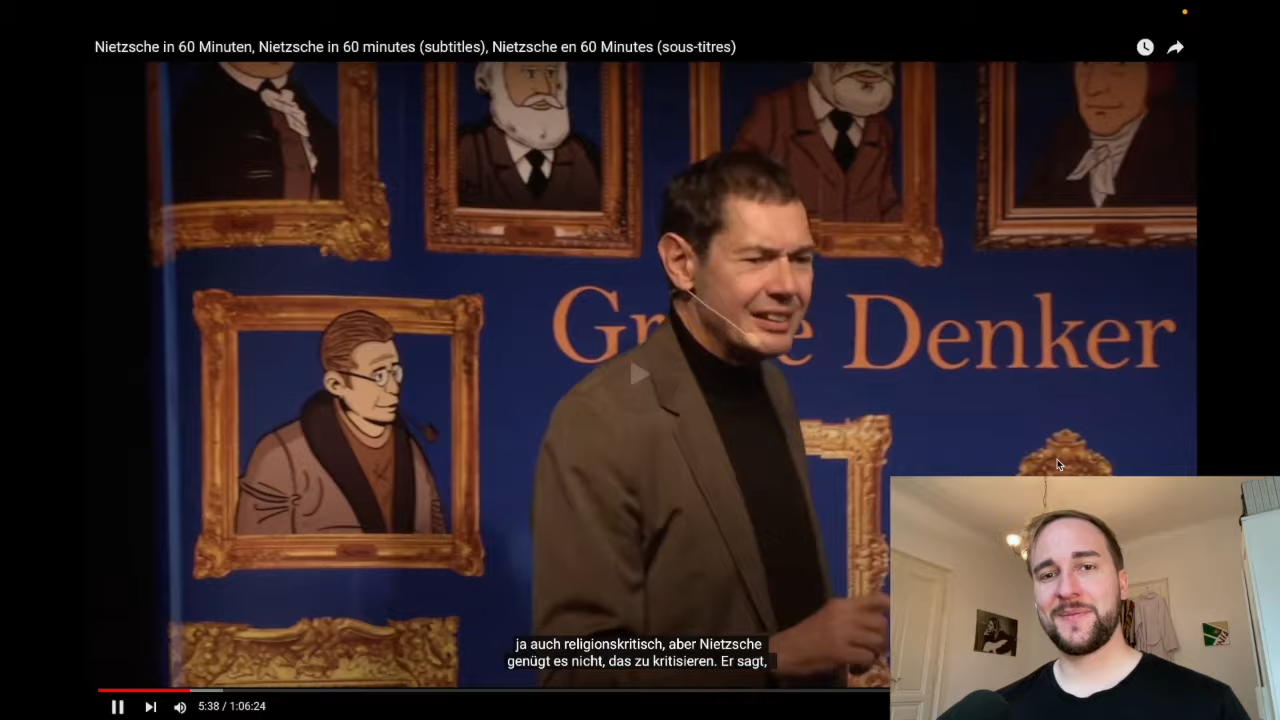 Nietzsche in 60 Minuten, Nietzsche in 60 minutes (subtitles), Nietzsche en 60 Minutes (sous-titres)
Gr e Denker
ja auch religionskritisch, aber Nietzsche
genügt es nicht, das zu kritisieren. Er sagt,
5:38 / 1:06:24